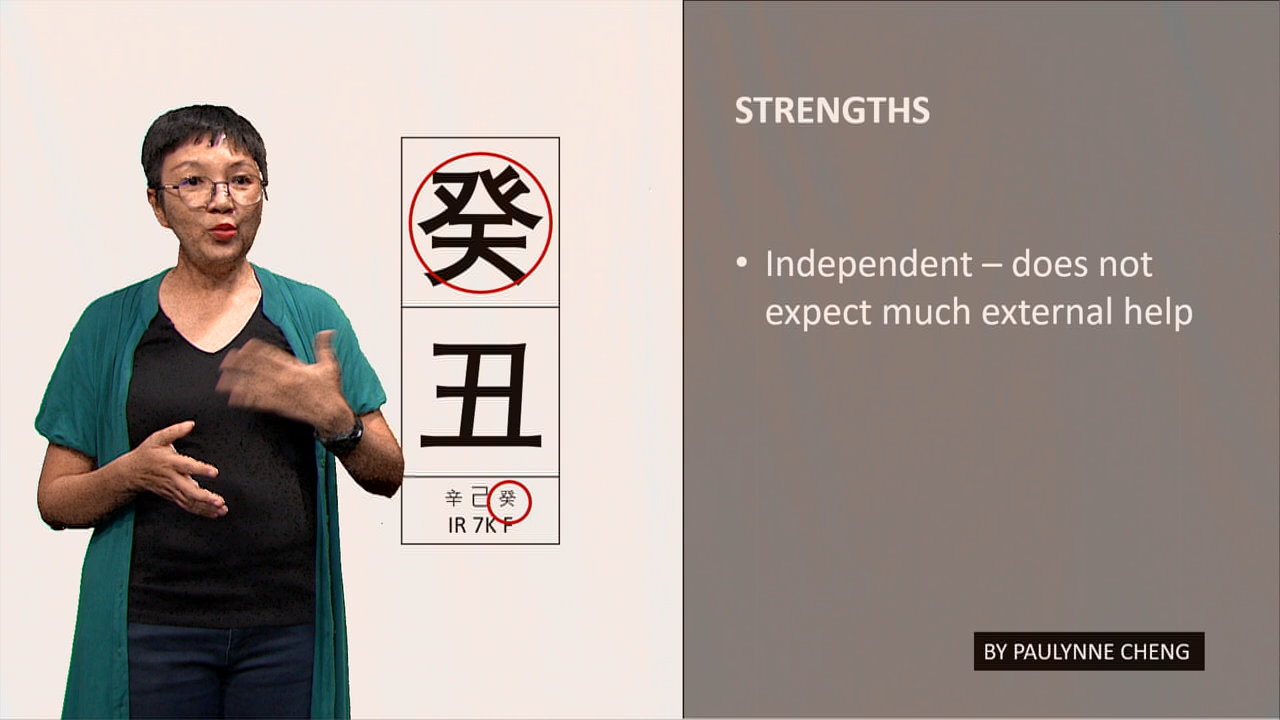 癸
丑
辛 己 癸
IR 7K F
STRENGTHS
• Independent – does not
expect much external help
BY PAULYNNE CHENG